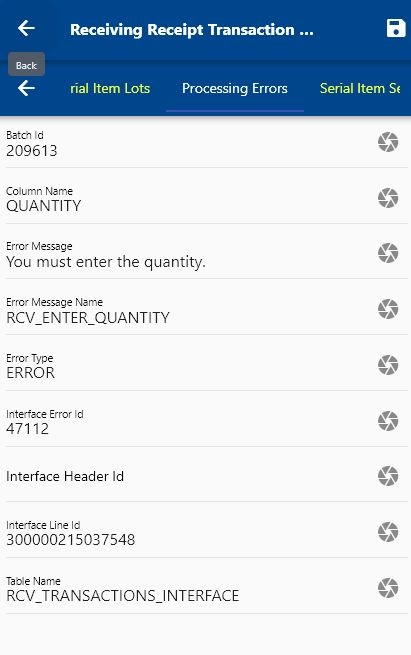 Receiving Receipt Transaction ...
Back
rial Item Lots
Processing Errors
Serial Item Se
Batch Id
209613
Column Name
QUANTITY
Error Message
You must enter the quantity.
Error Message Name
RCV_ENTER_QUANTITY
Error Type
ERROR
Interface Error Id
47112
Interface Header Id
Interface Line Id
300000215037548
Table Name
RCV_TRANSACTIONS_INTERFACE